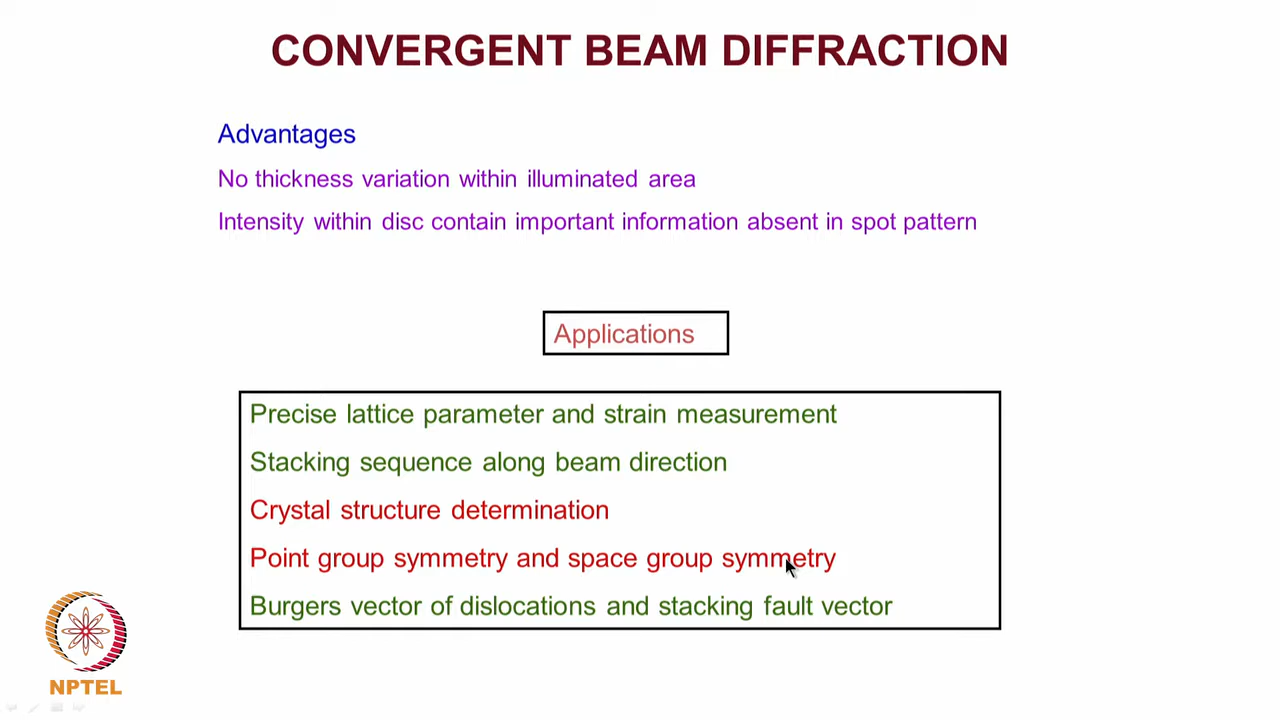 CONVERGENT BEAM DIFFRACTION
Advantages
No thickness variation within illuminated area
Intensity within disc contain important information absent in spot pattern
Applications
Precise lattice parameter and strain measurement
Stacking sequence along beam direction
Crystal structure determination
Point group symmetry and space group symmetry
Burgers vector of dislocations and stacking fault vector
NPTEL